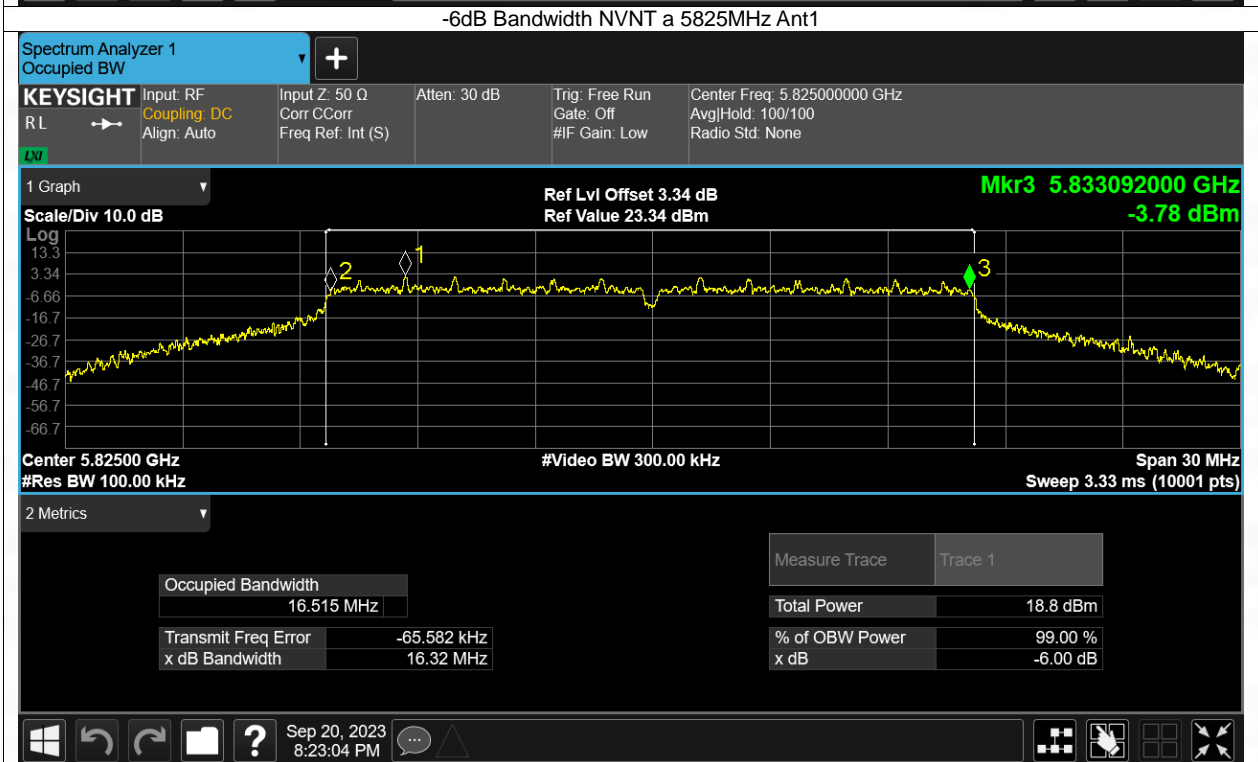 -6dB Bandwidth NVNT a 5825MHz Ant1
Spectrum Analyzer 1
Occupied BW
+
KEYSIGHT Input: RF Input Z: 50 Ω Atten: 30 dB Trig: Free Run Center Freq: 5.825000000 GHz
RL Coupling: DC Corr CCorr Gate: Off Avg|Hold: 100/100
Align: Auto Freq Ref: Int (S) #IF Gain: Low Radio Std: None
LXI
1 Graph Ref Lvl Offset 3.34 dB Mkr3 5.833092000 GHz
Scale/Div 10.0 dB Ref Value 23.34 dBm -3.78 dBm
Log
13.3
3.34
-6.66
-16.7
-26.7
-36.7
-46.7
-56.7
-66.7
2 1 3
Center 5.82500 GHz #Video BW 300.00 kHz Span 30 MHz
#Res BW 100.00 kHz Sweep 3.33 ms (10001 pts)
2 Metrics
Measure Trace Trace 1
Occupied Bandwidth
16.515 MHz Total Power 18.8 dBm
Transmit Freq Error -65.582 kHz % of OBW Power 99.00 %
x dB Bandwidth 16.32 MHz x dB -6.00 dB
? Sep 20, 2023
8:23:04 PM